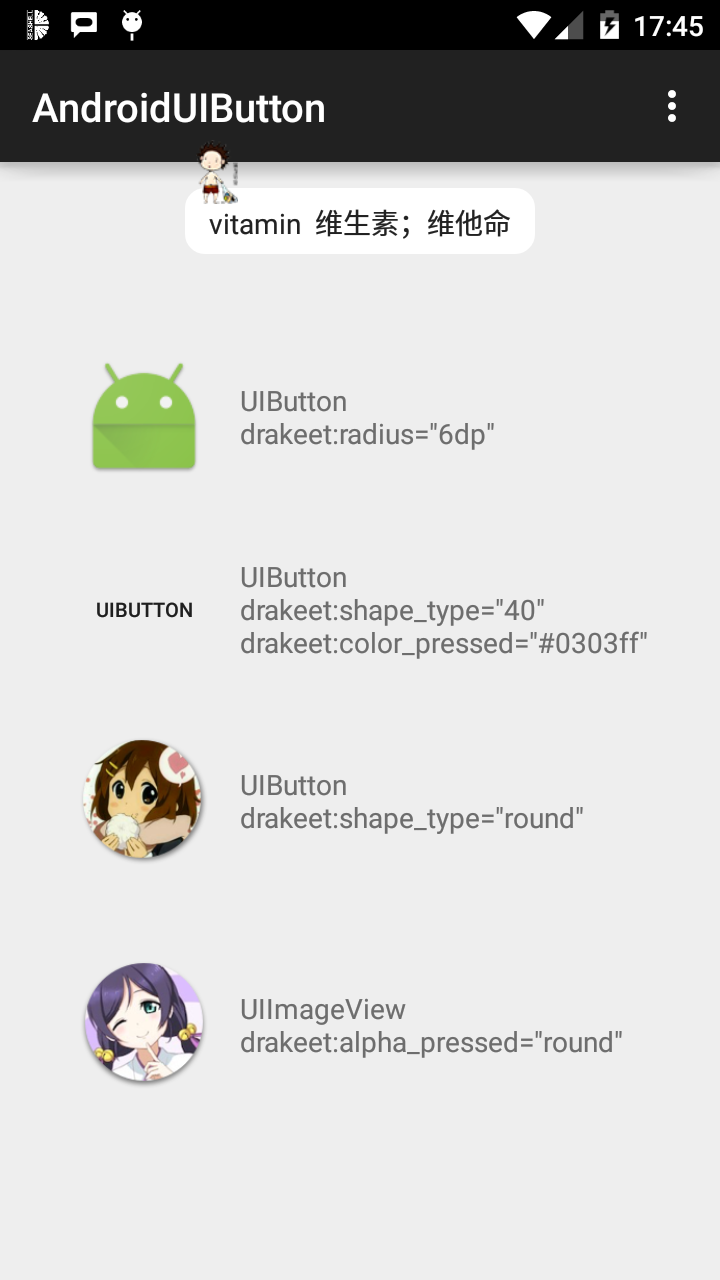 17:45
AndroidUIButton
vitamin 维生素；维他命
UIButton
drakeet:radius="6dp"
UIBUTTON
UIButton
drakeet:shape_type="40"
drakeet:color_pressed="#0303ff"
UIButton
drakeet:shape_type="round"
UIImageView
drakeet:alpha_pressed="round"